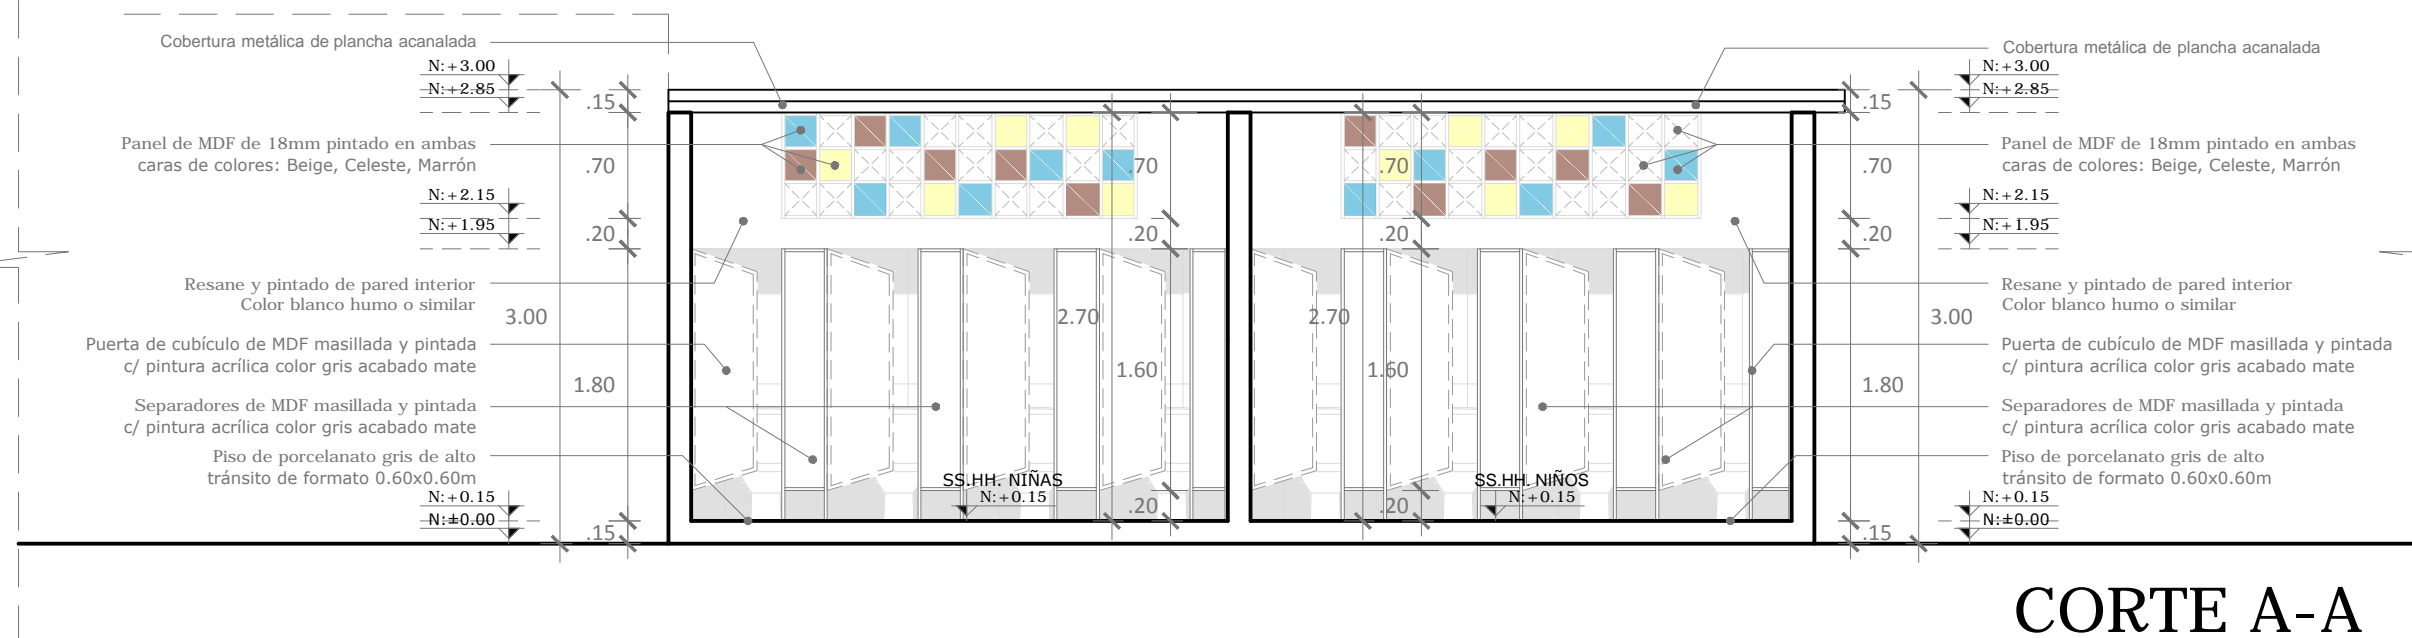 Cobertura metálica de plancha acanalada
N:+3.00
N:+2.85
Panel de MDF de 18mm pintado en ambas
caras de colores: Beige, Celeste, Marrón
N:+2.15
N:+1.95
Resane y pintado de pared interior
Color blanco humo o similar
Puerta de cubículo de MDF masillada y pintada
c/ pintura acrílica color gris acabado mate
Separadores de MDF masillada y pintada
c/ pintura acrílica color gris acabado mate
Piso de porcelanato gris de alto
tránsito de formato 0.60x0.60m
N:+0.15
N:±0.00
3.00
.15
.70
.20
1.80
.15
.70
.20
2.70
1.60
.20
SS.HH. NIÑAS
N:+0.15
.70
.20
2.70
1.60
.20
SS.HH. NIÑOS
N:+0.15
.15
.70
.20
1.80
.15
3.00
Cobertura metálica de plancha acanalada
N:+3.00
N:+2.85
Panel de MDF de 18mm pintado en ambas
caras de colores: Beige, Celeste, Marrón
N:+2.15
N:+1.95
Resane y pintado de pared interior
Color blanco humo o similar
Puerta de cubículo de MDF masillada y pintada
c/ pintura acrílica color gris acabado mate
Separadores de MDF masillada y pintada
c/ pintura acrílica color gris acabado mate
Piso de porcelanato gris de alto
tránsito de formato 0.60x0.60m
N:+0.15
N:±0.00
CORTE A-A